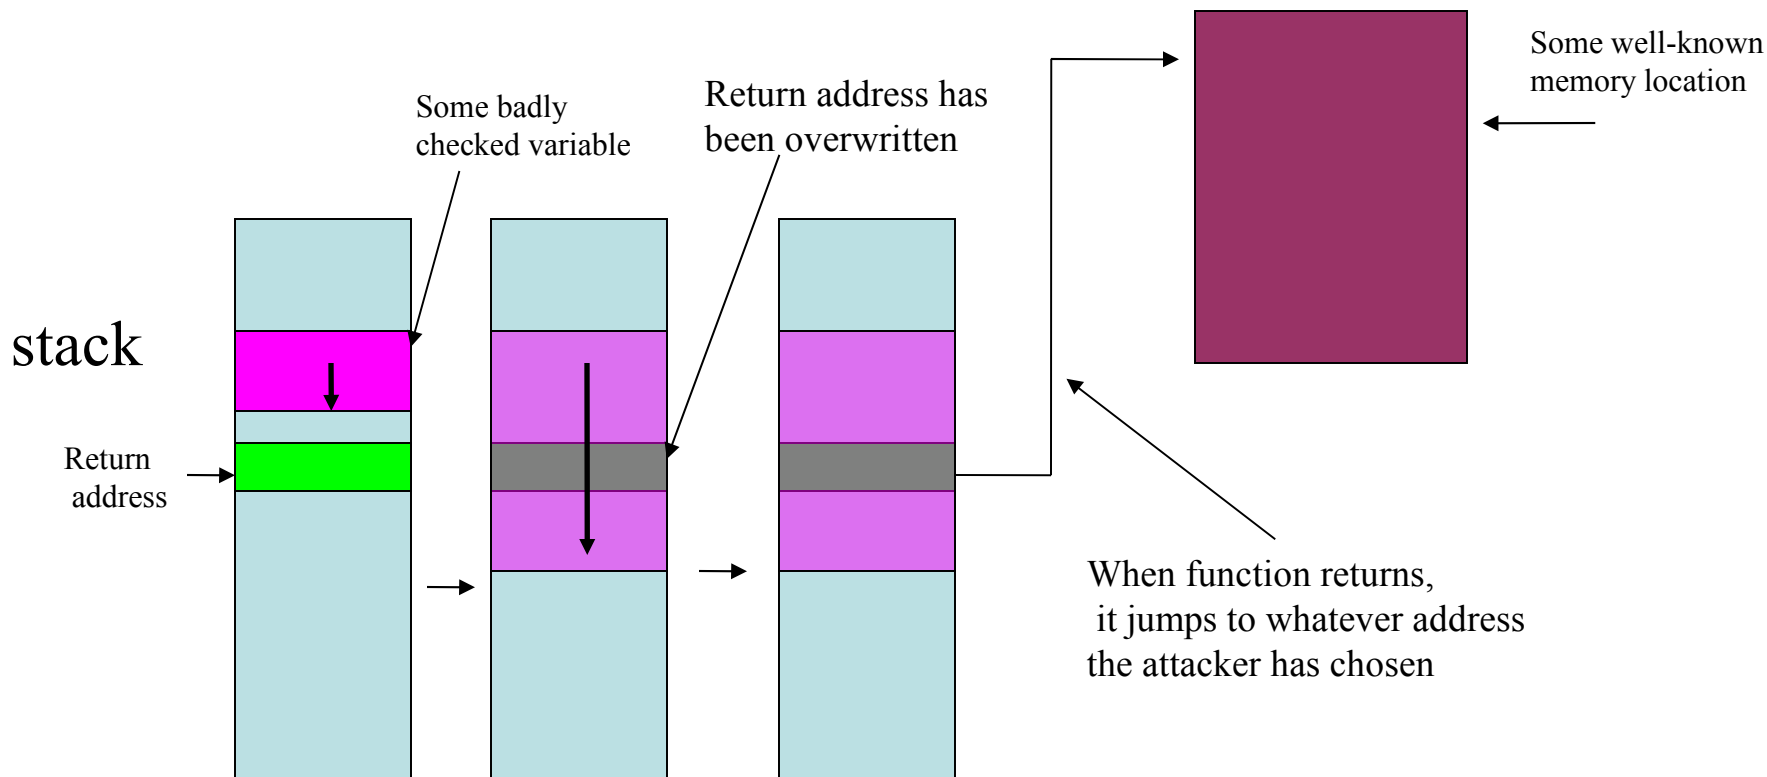 Some well-known
memory location
Return address has
been overwritten
Some badly
checked variable
stack
Return
address
When function returns,
it jumps to whatever address
the attacker has chosen